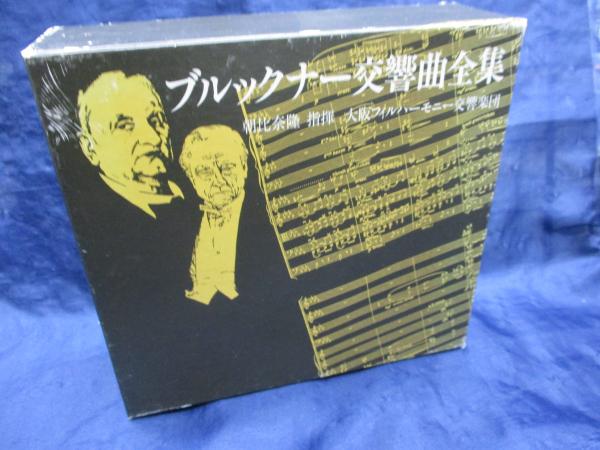 ブルックナー交響曲全集
朝比奈隆 指揮 大阪フィルハーモニー交響楽団